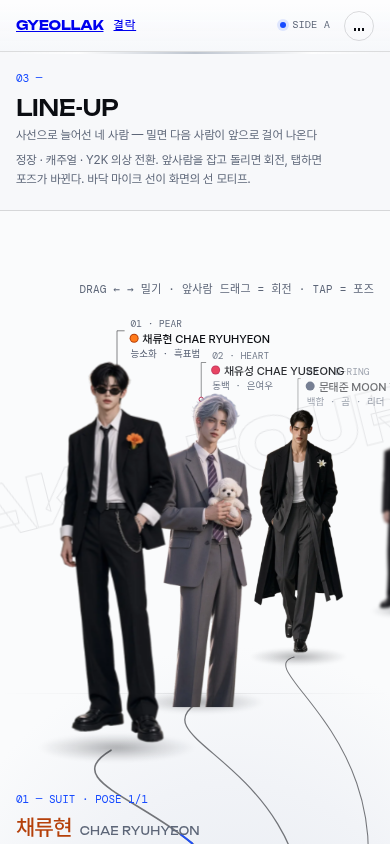 GYEOLLAK 결락
SIDE A
...
03 —
LINE-UP
사선으로 늘어선 네 사람 — 밀면 다음 사람이 앞으로 걸어 나온다
정장 · 캐주얼 · Y2K 의상 전환. 앞사람을 잡고 돌리면 회전, 탭하면
포즈가 바뀐다. 바닥 마이크 선이 화면의 선 모티프.
DRAG ← → 밀기 · 앞사람 드래그 = 회전 · TAP = 포즈
01 · PEAR
채류현 CHAE RYUHYEON
능소화 · 흑표범
02 · HEART
채유성 CHAE YUSEONG
동백 · 은여우
RING
문태준 MOON
백합 · 곰 · 리더
01 — SUIT · POSE 1/1
채류현 CHAE RYUHYEON